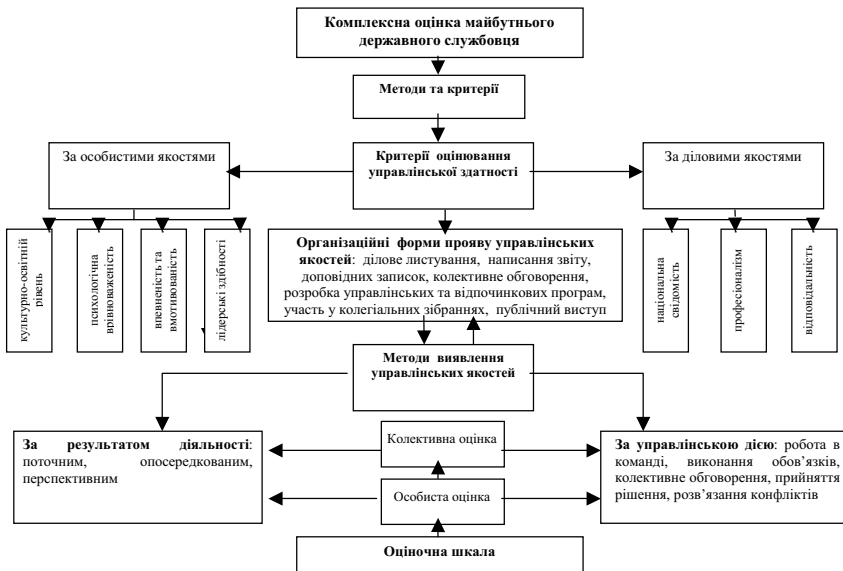 Комплексна оцінка майбутнього
державного службовця
Методи та критерії
За особистими якостями
Критерії оцінювання
управлінської здатності
За діловими якостями
культурно-освітній
рівень
психологічна
врівноваженість
впевненість та
вмотивованість
лідерські здібності
Організаційні форми прояву управлінських
якостей: ділове листування, написання звіту,
доповідних записок, колективне обговорення,
розробка управлінських та відпочинкових програм,
участь у колегіальних зібраннях, публічний виступ
національна
свідомість
професіоналізм
відповідальність
Методи виявлення
управлінських якостей
За результатом діяльності:
поточним, опосередкованим,
перспективним
Колективна оцінка
Особиста оцінка
За управлінською дією: робота в
команді, виконання обов’язків,
колективне обговорення, прийняття
рішення, розв’язання конфліктів
Оціночна шкала